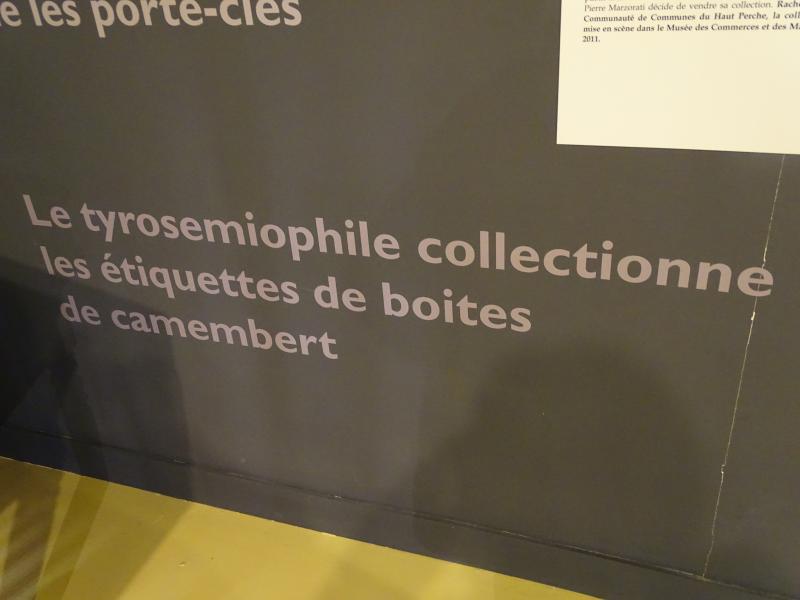 e les porte-clés
Pierre Marzorati décide de vendre sa collection. Rache
Communauté de Communes du Haut Perche, la coll
mise en scène dans le Musée des Commerces et des Ma
2011.
Le tyrosemiophile collectionne
les étiquettes de boites
de camembert